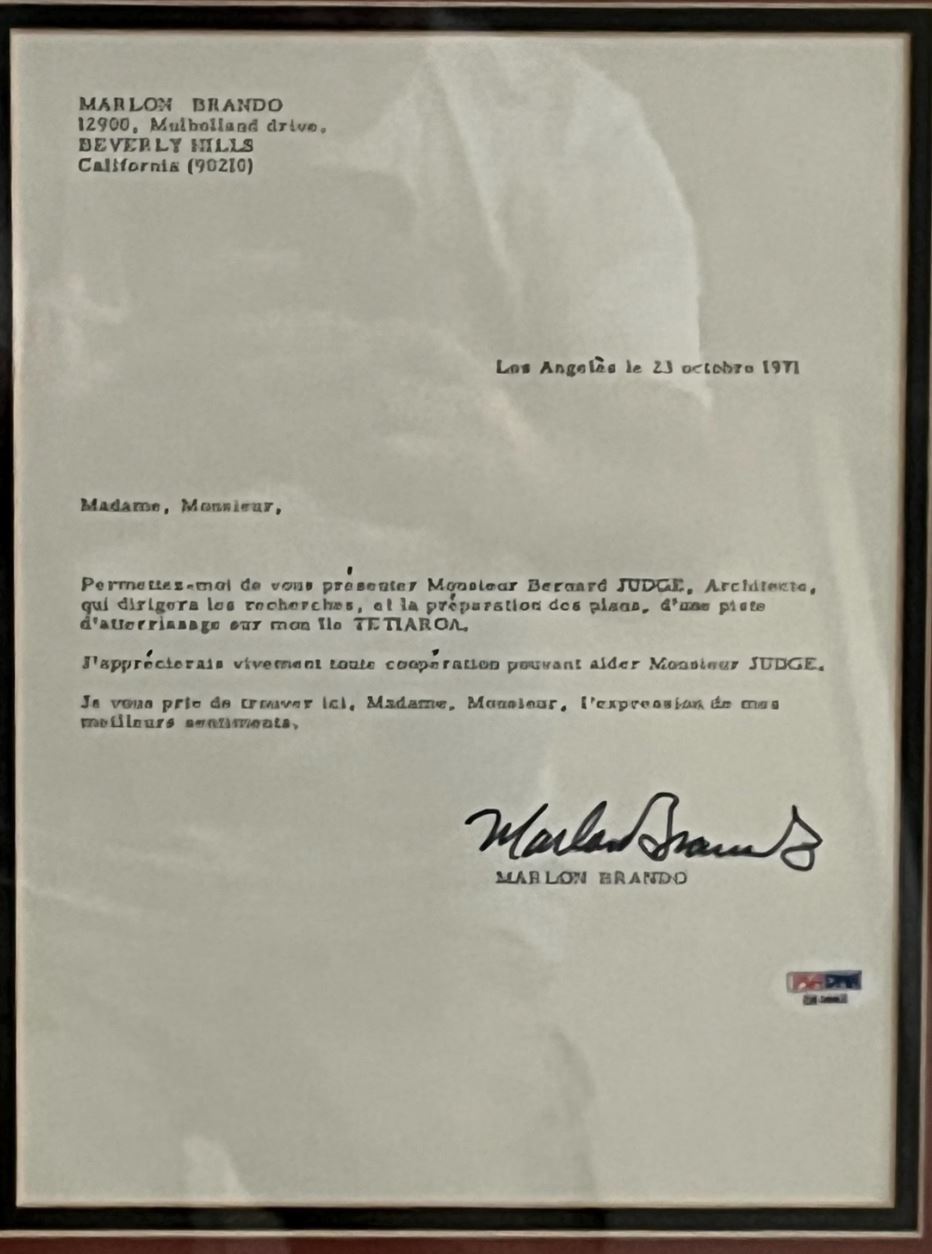 MARLON BRANDO
12900, Mulholland drive,
BEVERLY HILLS
California (90210)
Los Angelès le 23 octobre 1971
Madame, Monsieur,
Permettez-moi de vous présenter Monsieur Bernard JUDGE, Architecte,
qui dirigera les recherches, et la préparation des plans, d'une piste
d'atterrissage sur mon île TETIAROA.
J'apprécierais vivement toute coopération pouvant aider Monsieur JUDGE.
Je vous prie de trouver ici, Madame, Monsieur, l'expression de mes
meilleurs sentiments.
Marlon Brando
MARLON BRANDO